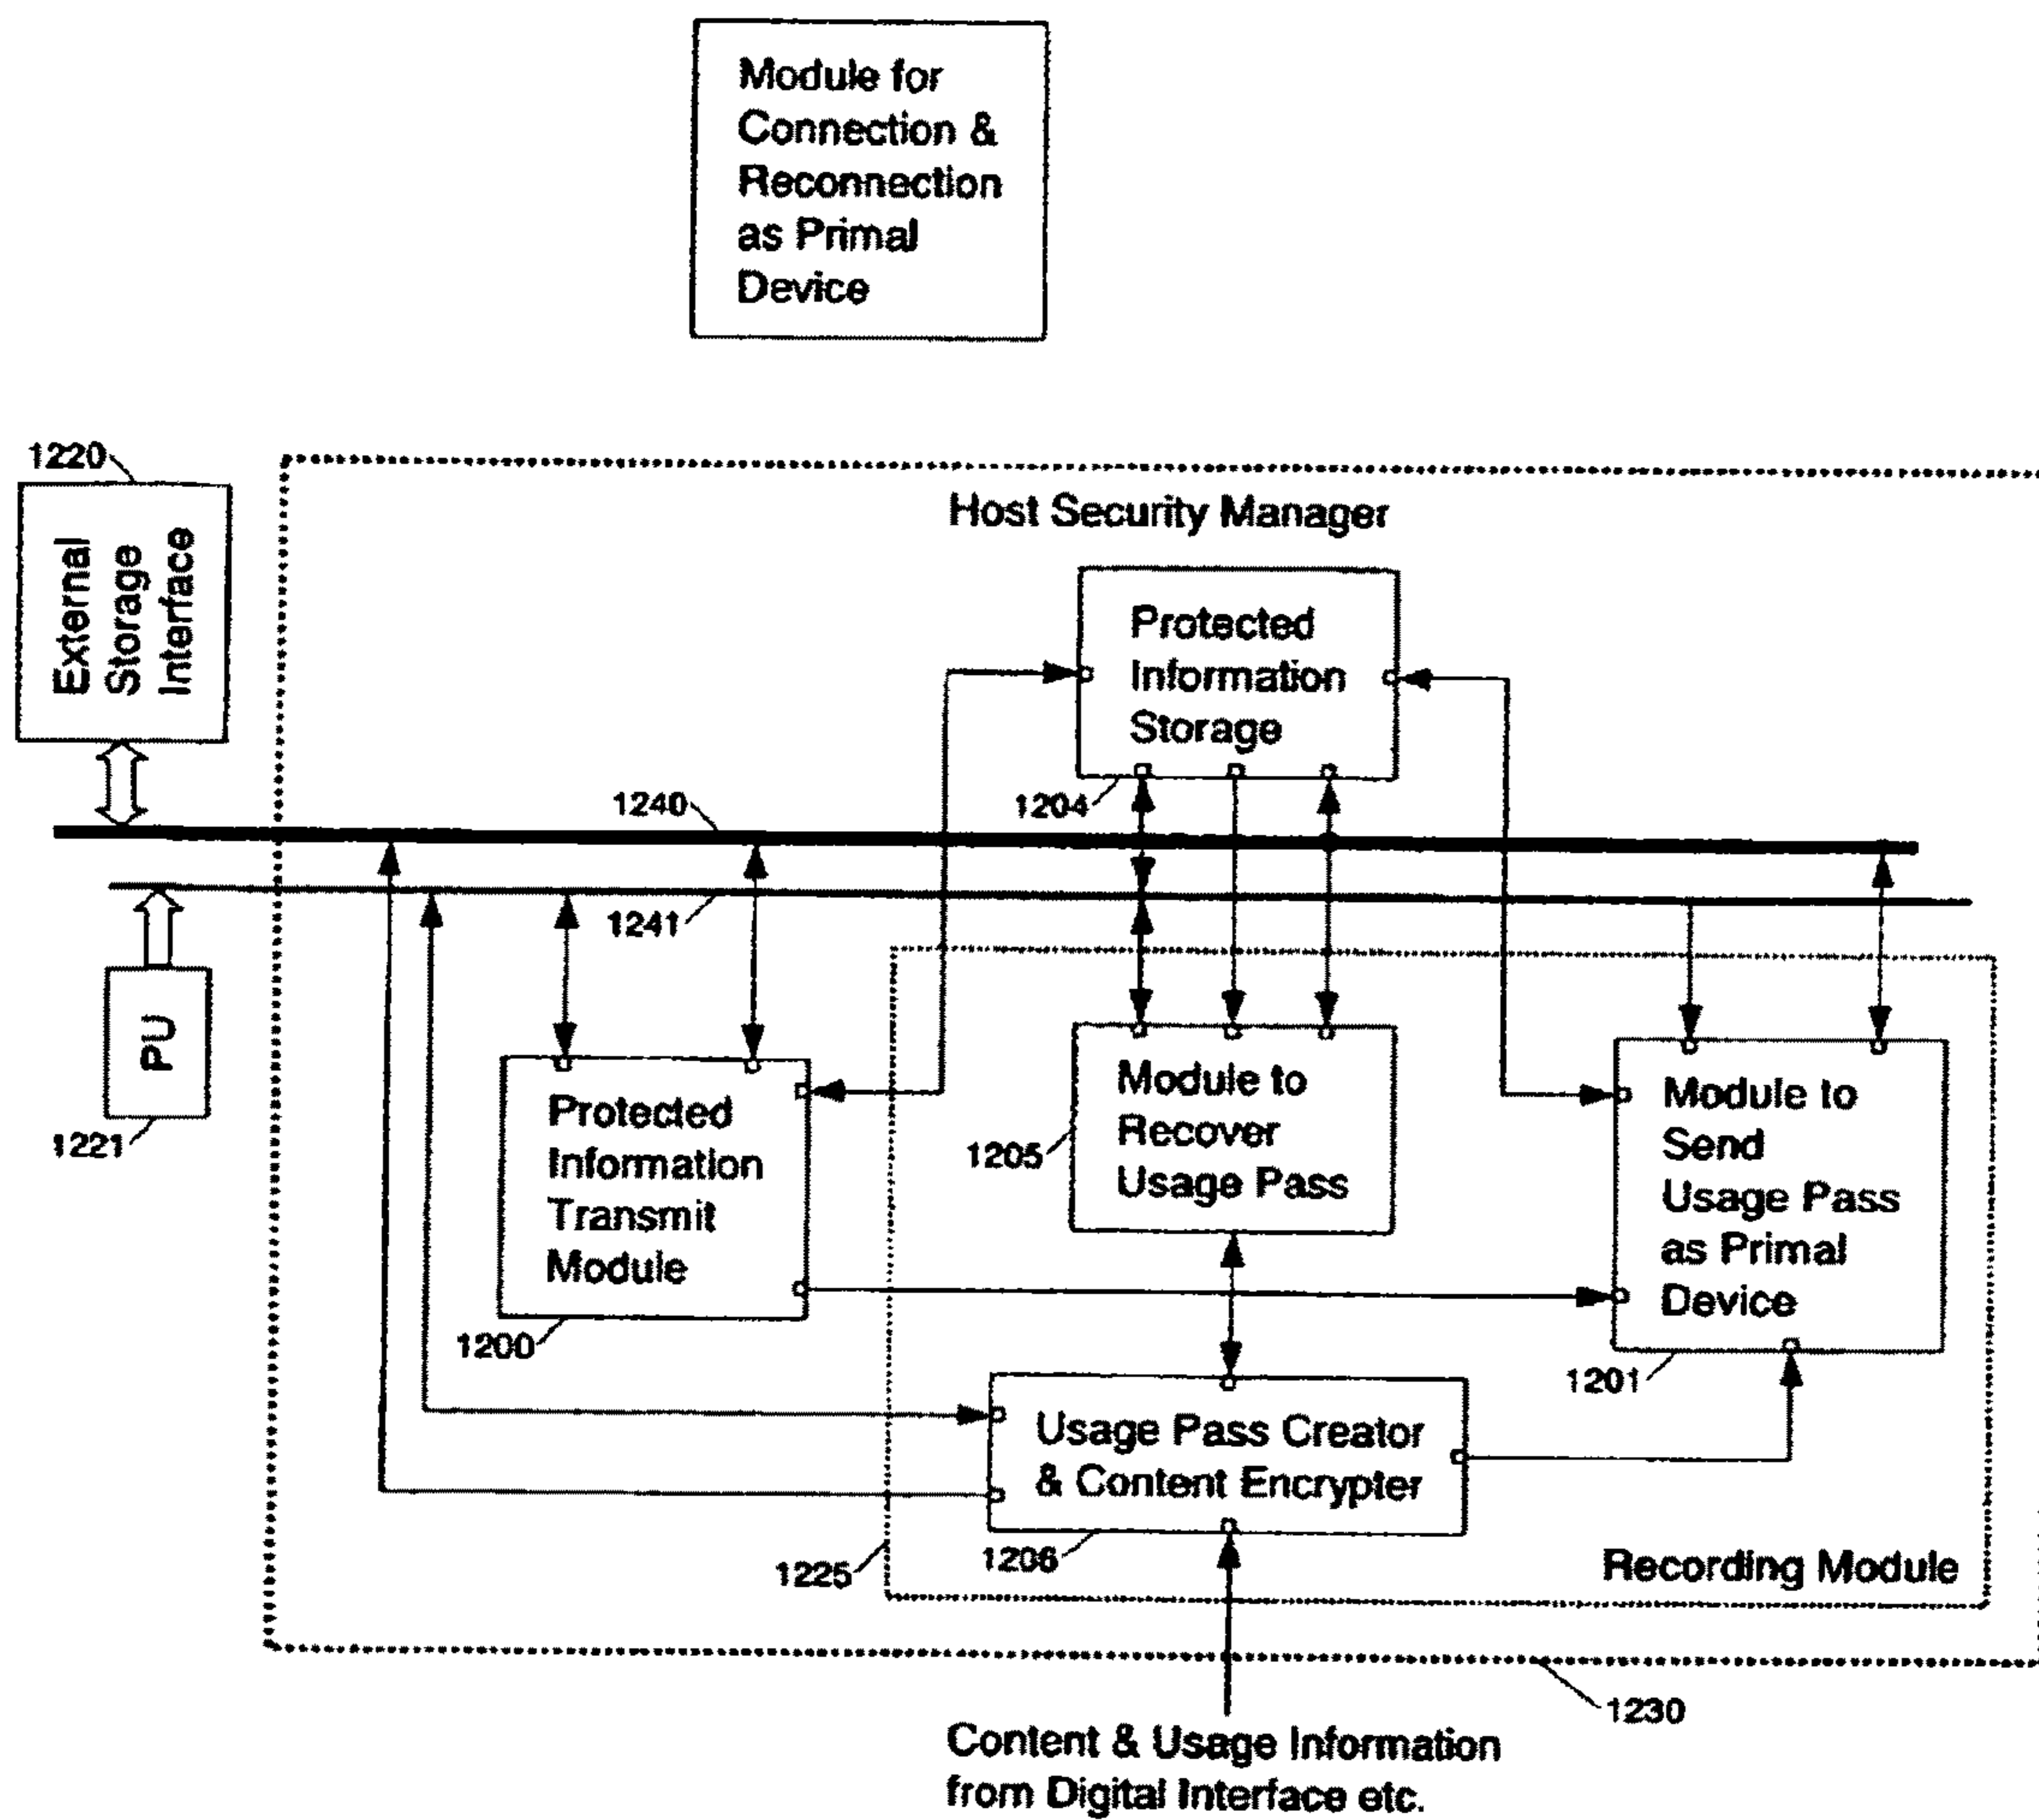 Module for
Connection &
Reconnection
as Primal
Device
1220
External
Storage
Interface
Host Security Manager
Protected
Information
Storage
1204
1240
1241
PU
1221
Protected
Information
Transmit
Module
1200
Module to
Recover
Usage Pass
1205
Module to
Send
Usage Pass
as Primal
Device
1201
Usage Pass Creator
& Content Encrypter
1206
1225
Recording Module
1230
Content & Usage Information
from Digital Interface etc.